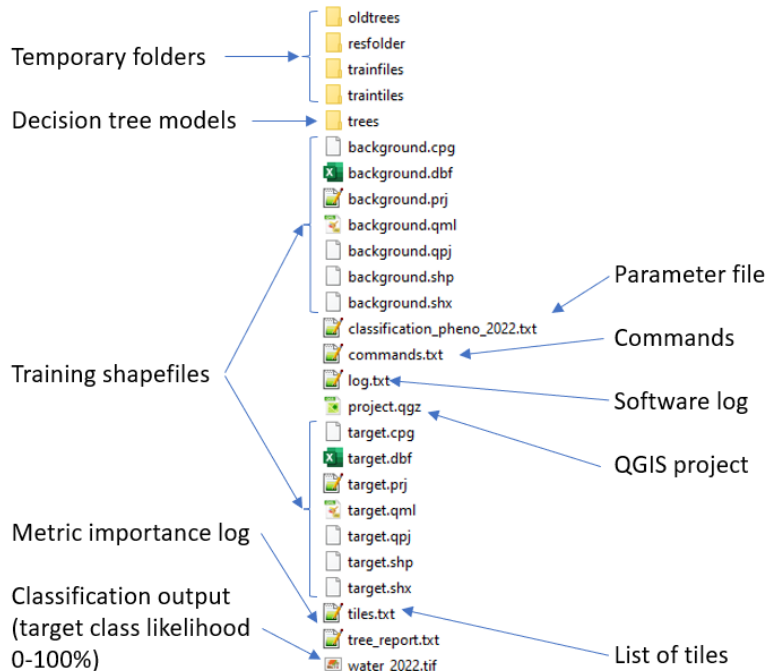 Temporary folders
Decision tree models
Training shapefiles
Metric importance log
Classification output
(target class likelihood
0-100%)
oldtrees
resfolder
trainfiles
traintiles
trees
background.cpg
background.dbf
background.prj
background.qml
background.qpj
background.shp
background.shx
classification_pheno_2022.txt
commands.txt
log.txt
project.qgz
target.cpg
target.dbf
target.prj
target.qml
target.qpj
target.shp
target.shx
tiles.txt
tree_report.txt
water_2022.tif
Parameter file
Commands
Software log
QGIS project
List of tiles